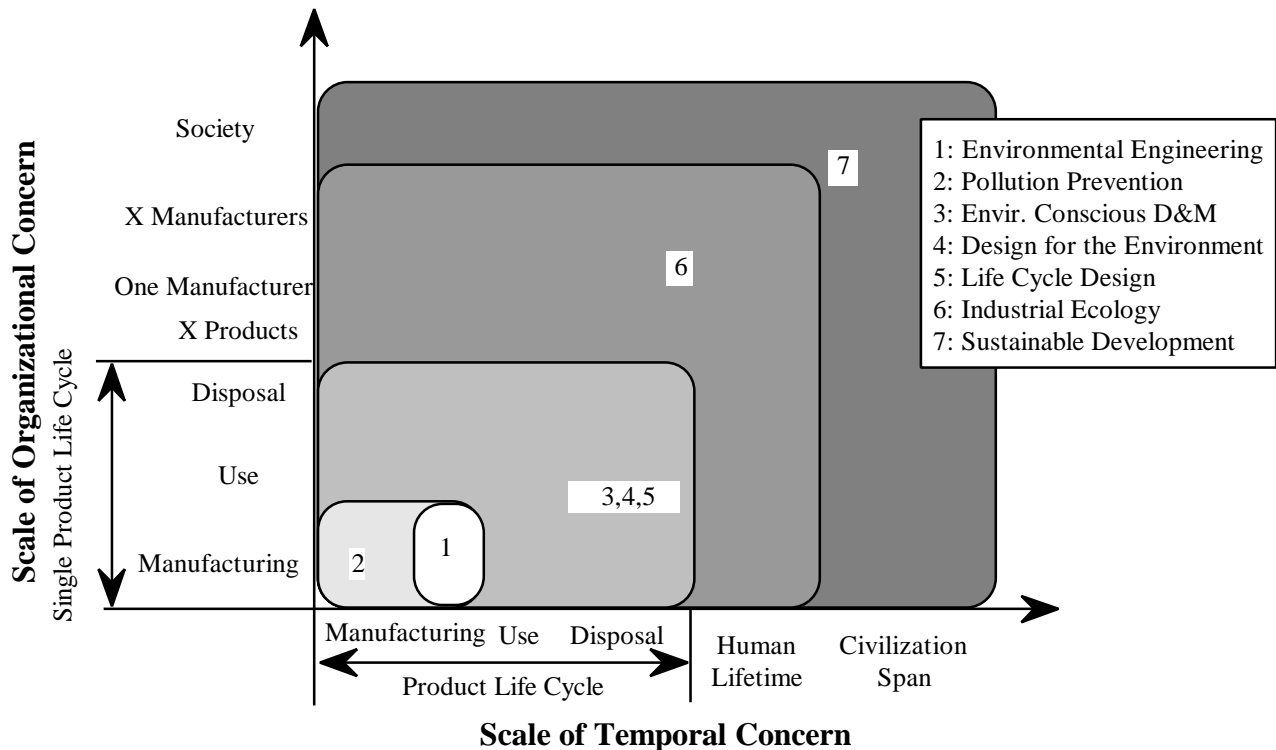 Scale of Organizational Concern
Single Product Life Cycle
Society
X Manufacturers
One Manufacturer
X Products
Disposal
Use
Manufacturing
7
6
3,4,5
2
1
1: Environmental Engineering
2: Pollution Prevention
3: Envir. Conscious D&M
4: Design for the Environment
5: Life Cycle Design
6: Industrial Ecology
7: Sustainable Development
Manufacturing
Use
Disposal
Human
Lifetime
Civilization
Span
Product Life Cycle
Scale of Temporal Concern